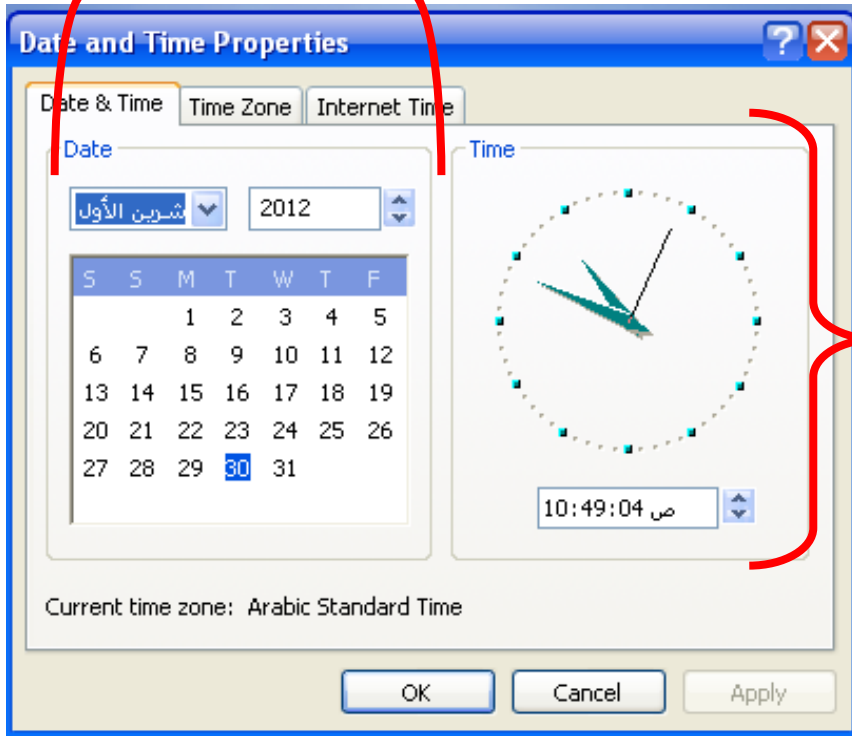 Date and Time Properties
Date & Time Time Zone Internet Time
Date
Time
تشرين الأول 2012
S S M T W T F
1 2 3 4 5
6 7 8 9 10 11 12
13 14 15 16 17 18 19
20 21 22 23 24 25 26
27 28 29 30 31
10:49:04 ص
Current time zone: Arabic Standard Time
OK Cancel Apply